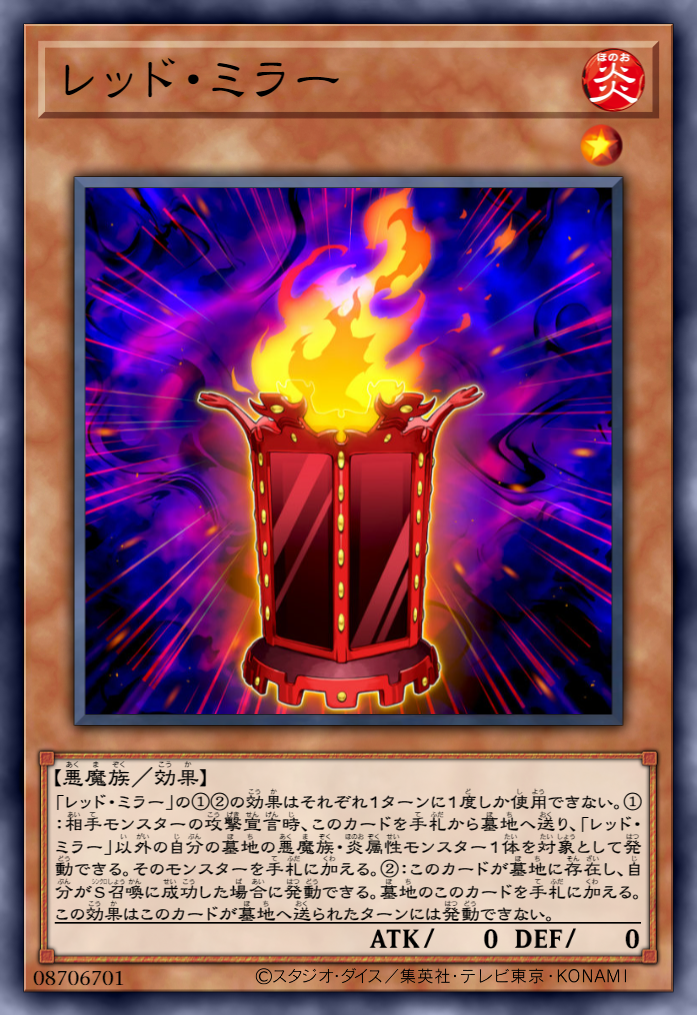 レッド・ミラー
ほのお
炎
【悪魔族／効果】
「レッド・ミラー」の①②の効果はそれぞれ1ターンに1度しか使用できない。①
：相手モンスターの攻撃宣言時、このカードを手札から墓地へ送り、「レッド・
ミラー」以外の自分の墓地の悪魔族・炎属性モンスター1体を対象として発
動できる。そのモンスターを手札に加える。②：このカードが墓地に存在し、自
分がＳ召喚に成功した場合に発動できる。墓地のこのカードを手札に加える。
この効果はこのカードが墓地へ送られたターンには発動できない。
ATK/ 0 DEF/ 0
08706701 ©スタジオ・ダイス／集英社・テレビ東京・KONAMI